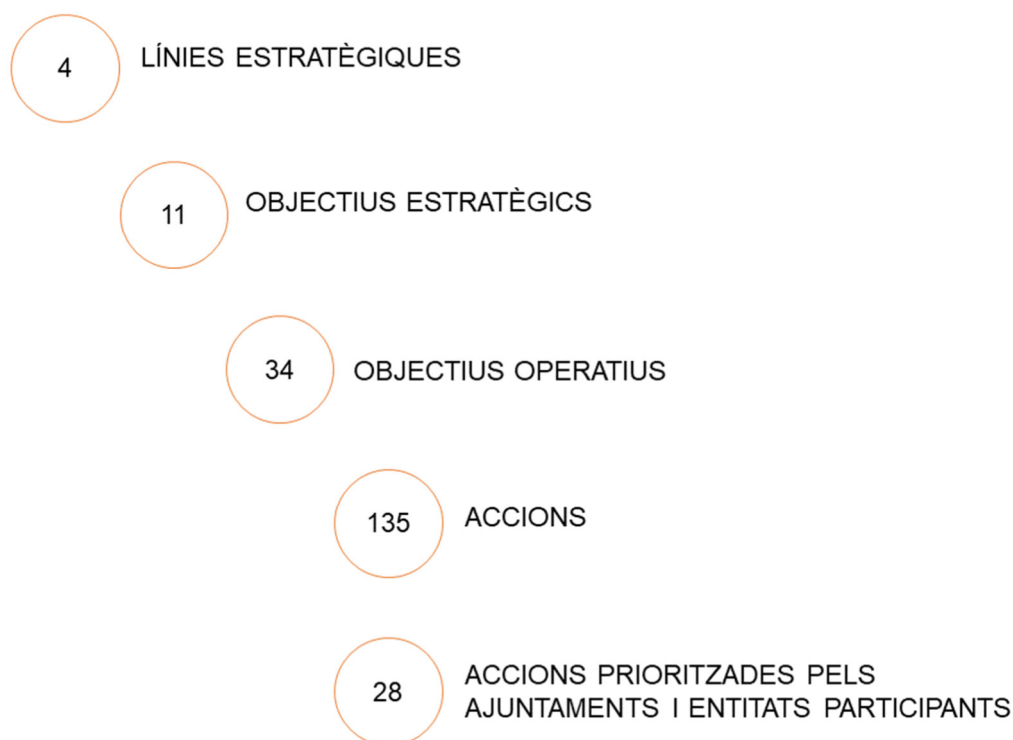 4
LÍNIES ESTRATÈGIQUES
11
OBJECTIUS ESTRATÈGICS
34
OBJECTIUS OPERATIUS
135
ACCIONS
28
ACCIONS PRIORITZADES PELS
AJUNTAMENTS I ENTITATS PARTICIPANTS